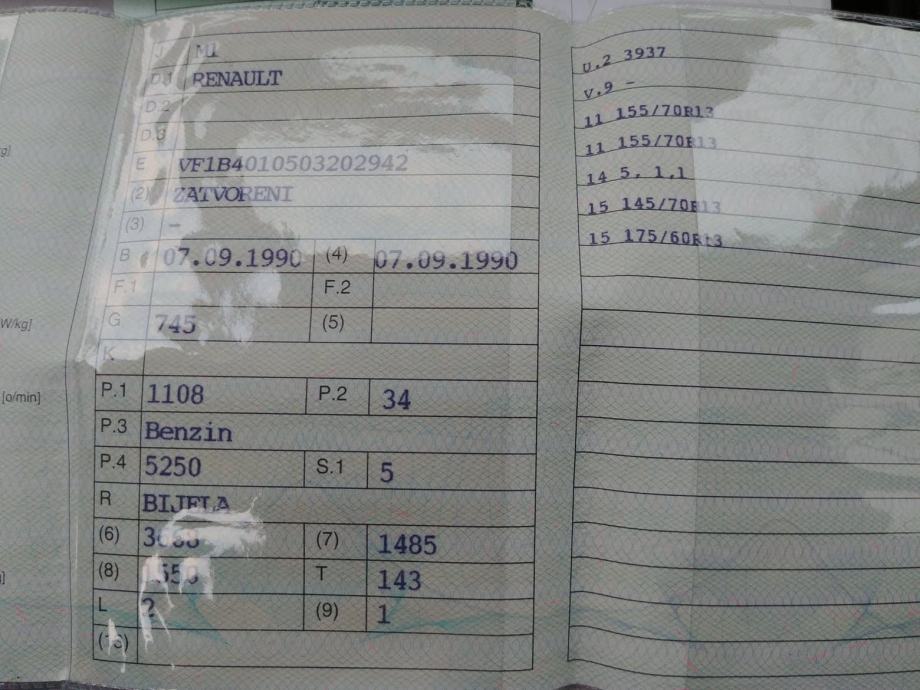 g]
W/kg]
[o/min]
]
J M1
D.1 RENAULT
D.2
D.3
E VF1B4010503202942
(2) ZATVORENI
(3) –
B 07.09.1990 (4) 07.09.1990
F.1 F.2
G 745 (5)
K
P.1 1108 P.2 34
P.3 Benzin
P.4 5250 S.1 5
R BIJELA
(6) (7) 1485
(8) T 143
L 2 (9) 1
U.2 3937
V.9 –
11 155/70R13
11 155/70R13
14 5, 1,1
15 145/70R13
15 175/60R13